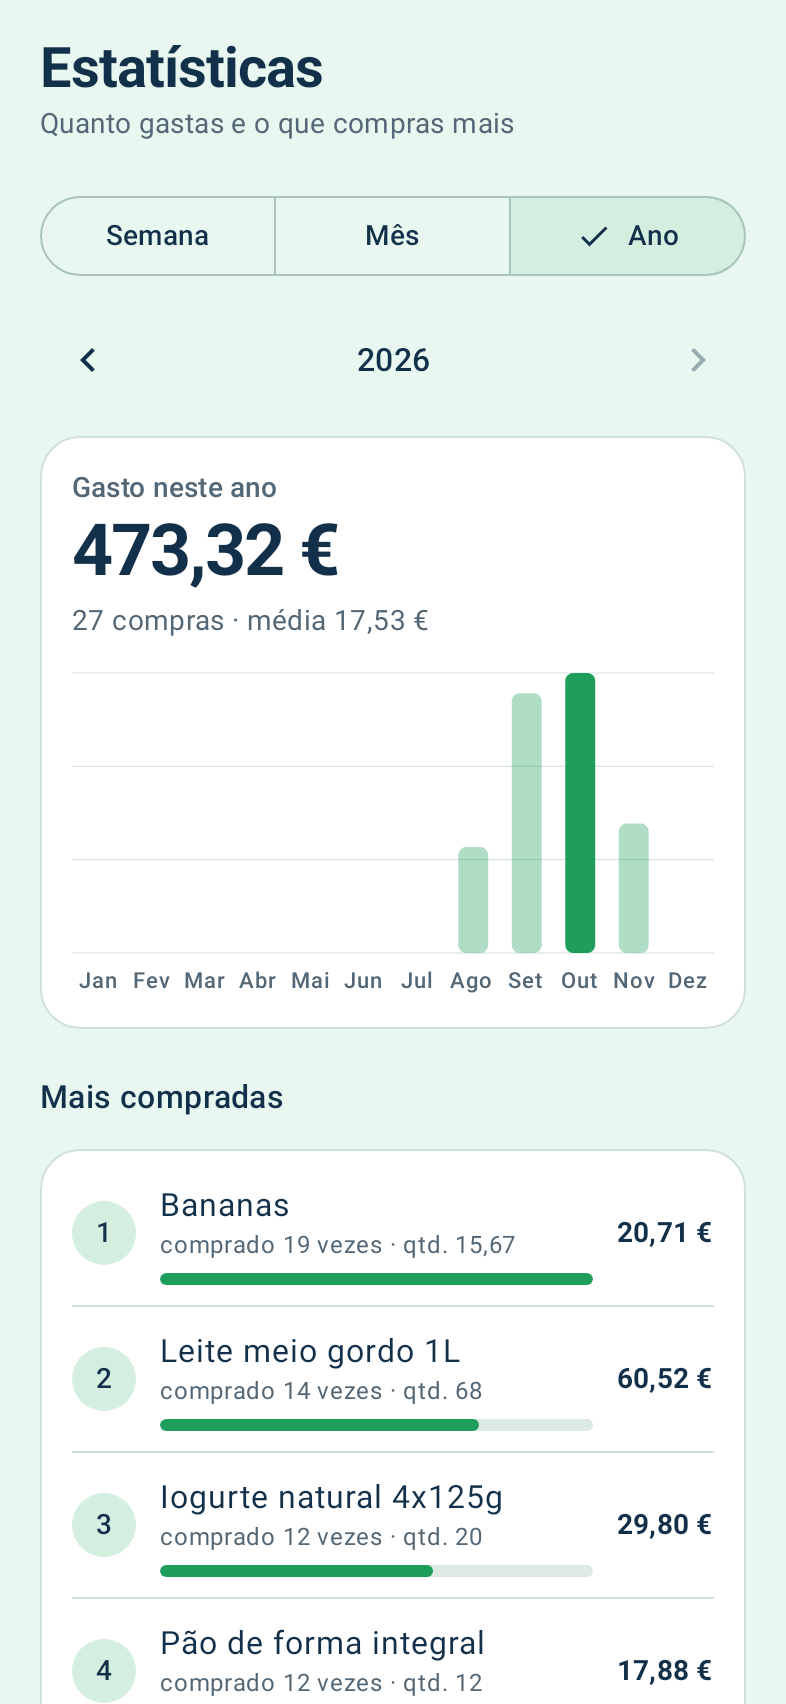 Estatísticas
Quanto gastas e o que compras mais
Semana
Mês
Ano
2026
Gasto neste ano
473,32 €
27 compras · média 17,53 €
Jan Fev Mar Abr Mai Jun Jul Ago Set Out Nov Dez
Mais compradas
1
Bananas
comprado 19 vezes · qtd. 15,67
20,71 €
2
Leite meio gordo 1L
comprado 14 vezes · qtd. 68
60,52 €
3
Iogurte natural 4x125g
comprado 12 vezes · qtd. 20
29,80 €
4
Pão de forma integral
comprado 12 vezes · qtd. 12
17,88 €